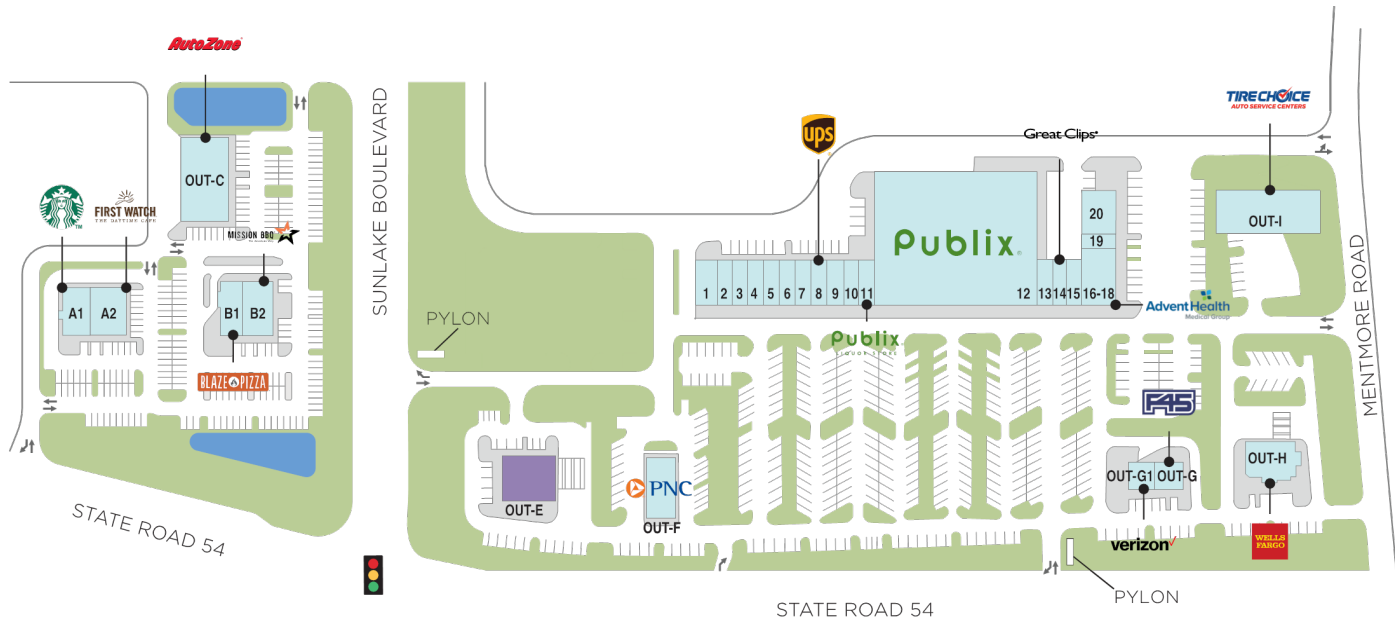 AutoZone
SUNLAKE BOULEVARD
ups
Great Clips
TIRE CHOICE
AUTO SERVICE CENTERS
OUT-C
FIRST WATCH
THE DAYTIME CAFE
TM
MISSION BBQ
20
19
OUT-I
Publix
MENTMORE ROAD
A1
A2
B1
B2
1
2
3
4
5
6
7
8
9
10
11
12
13
14
15
16-18
AdventHealth
Medical Group
PYLON
Publix
LIQUOR STORE
BLAZE PIZZA
F45
OUT-E
PNC
OUT-F
OUT-G1
OUT-G
OUT-H
STATE ROAD 54
verizon
WELLS
FARGO
PYLON
STATE ROAD 54